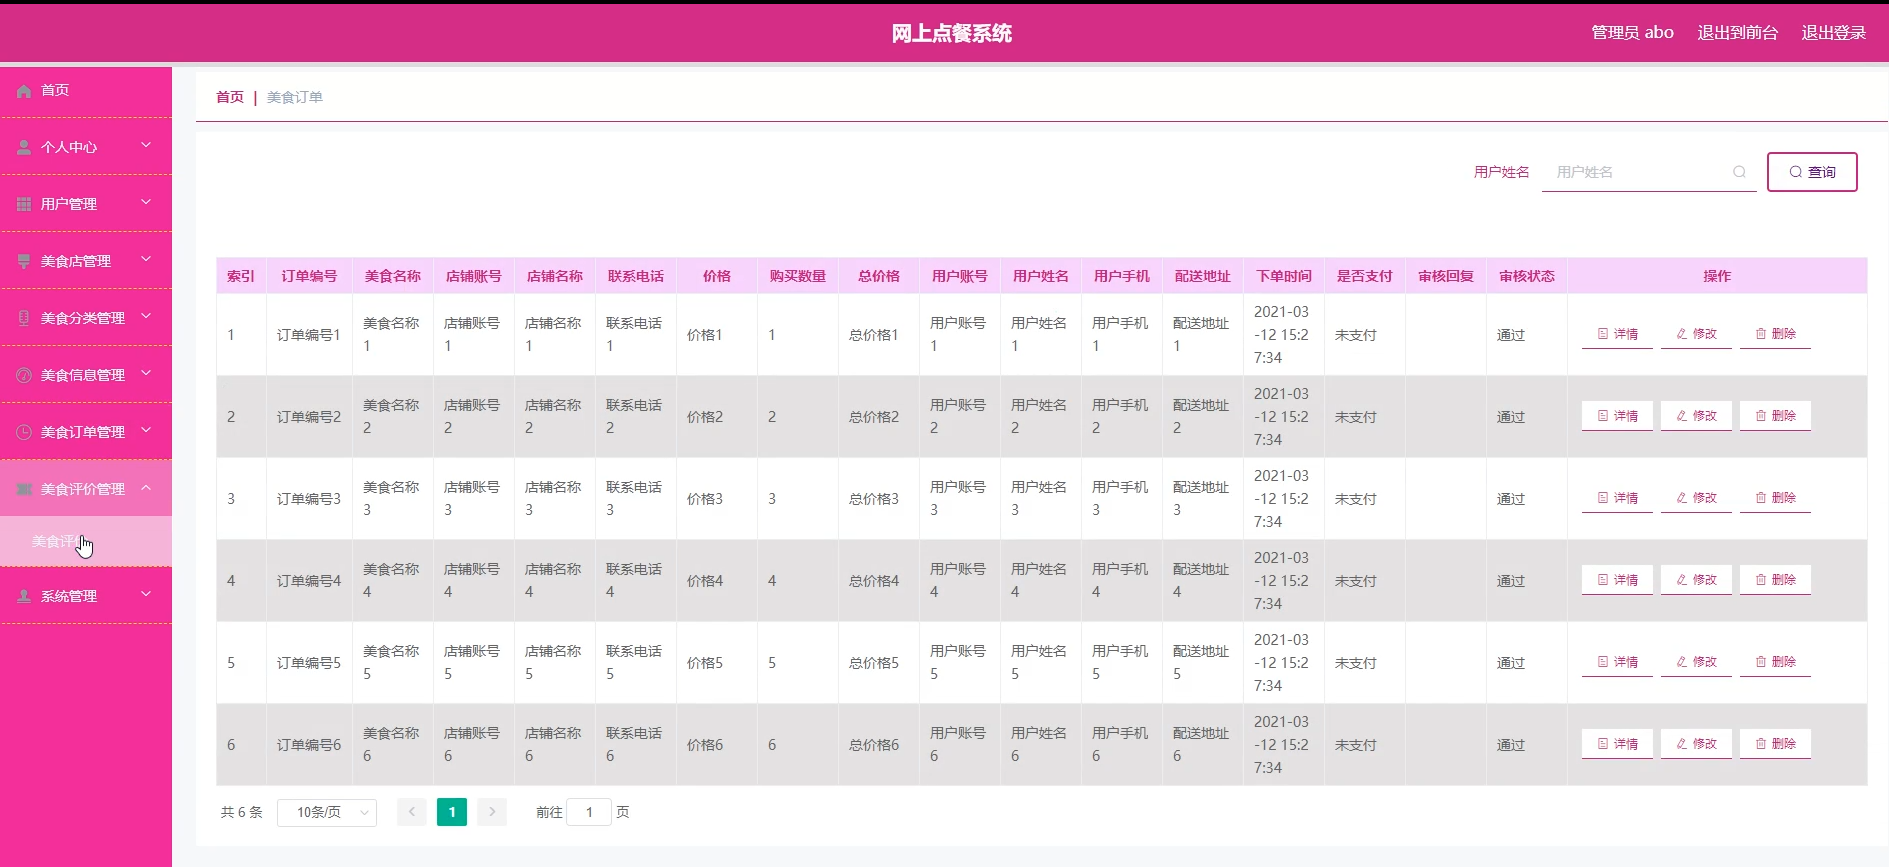 网上点餐系统
管理员 abo 退出到前台 退出登录
首页
个人中心
用户管理
美食店管理
美食分类管理
美食信息管理
美食订单管理
美食评价管理
美食评
系统管理
首页 | 美食订单
用户姓名 用户姓名 查询
索引 订单编号 美食名称 店铺账号 店铺名称 联系电话 价格 购买数量 总价格 用户账号 用户姓名 用户手机 配送地址 下单时间 是否支付 审核回复 审核状态 操作
1 订单编号1 美食名称1 店铺账号1 店铺名称1 联系电话1 价格1 1 总价格1 用户账号1 用户姓名1 用户手机1 配送地址1 2021-03-12 15:27:34 未支付 通过 详情 修改 删除
2 订单编号2 美食名称2 店铺账号2 店铺名称2 联系电话2 价格2 2 总价格2 用户账号2 用户姓名2 用户手机2 配送地址2 2021-03-12 15:27:34 未支付 通过 详情 修改 删除
3 订单编号3 美食名称3 店铺账号3 店铺名称3 联系电话3 价格3 3 总价格3 用户账号3 用户姓名3 用户手机3 配送地址3 2021-03-12 15:27:34 未支付 通过 详情 修改 删除
4 订单编号4 美食名称4 店铺账号4 店铺名称4 联系电话4 价格4 4 总价格4 用户账号4 用户姓名4 用户手机4 配送地址4 2021-03-12 15:27:34 未支付 通过 详情 修改 删除
5 订单编号5 美食名称5 店铺账号5 店铺名称5 联系电话5 价格5 5 总价格5 用户账号5 用户姓名5 用户手机5 配送地址5 2021-03-12 15:27:34 未支付 通过 详情 修改 删除
6 订单编号6 美食名称6 店铺账号6 店铺名称6 联系电话6 价格6 6 总价格6 用户账号6 用户姓名6 用户手机6 配送地址6 2021-03-12 15:27:34 未支付 通过 详情 修改 删除
共 6 条 10条/页 1 前往 1 页